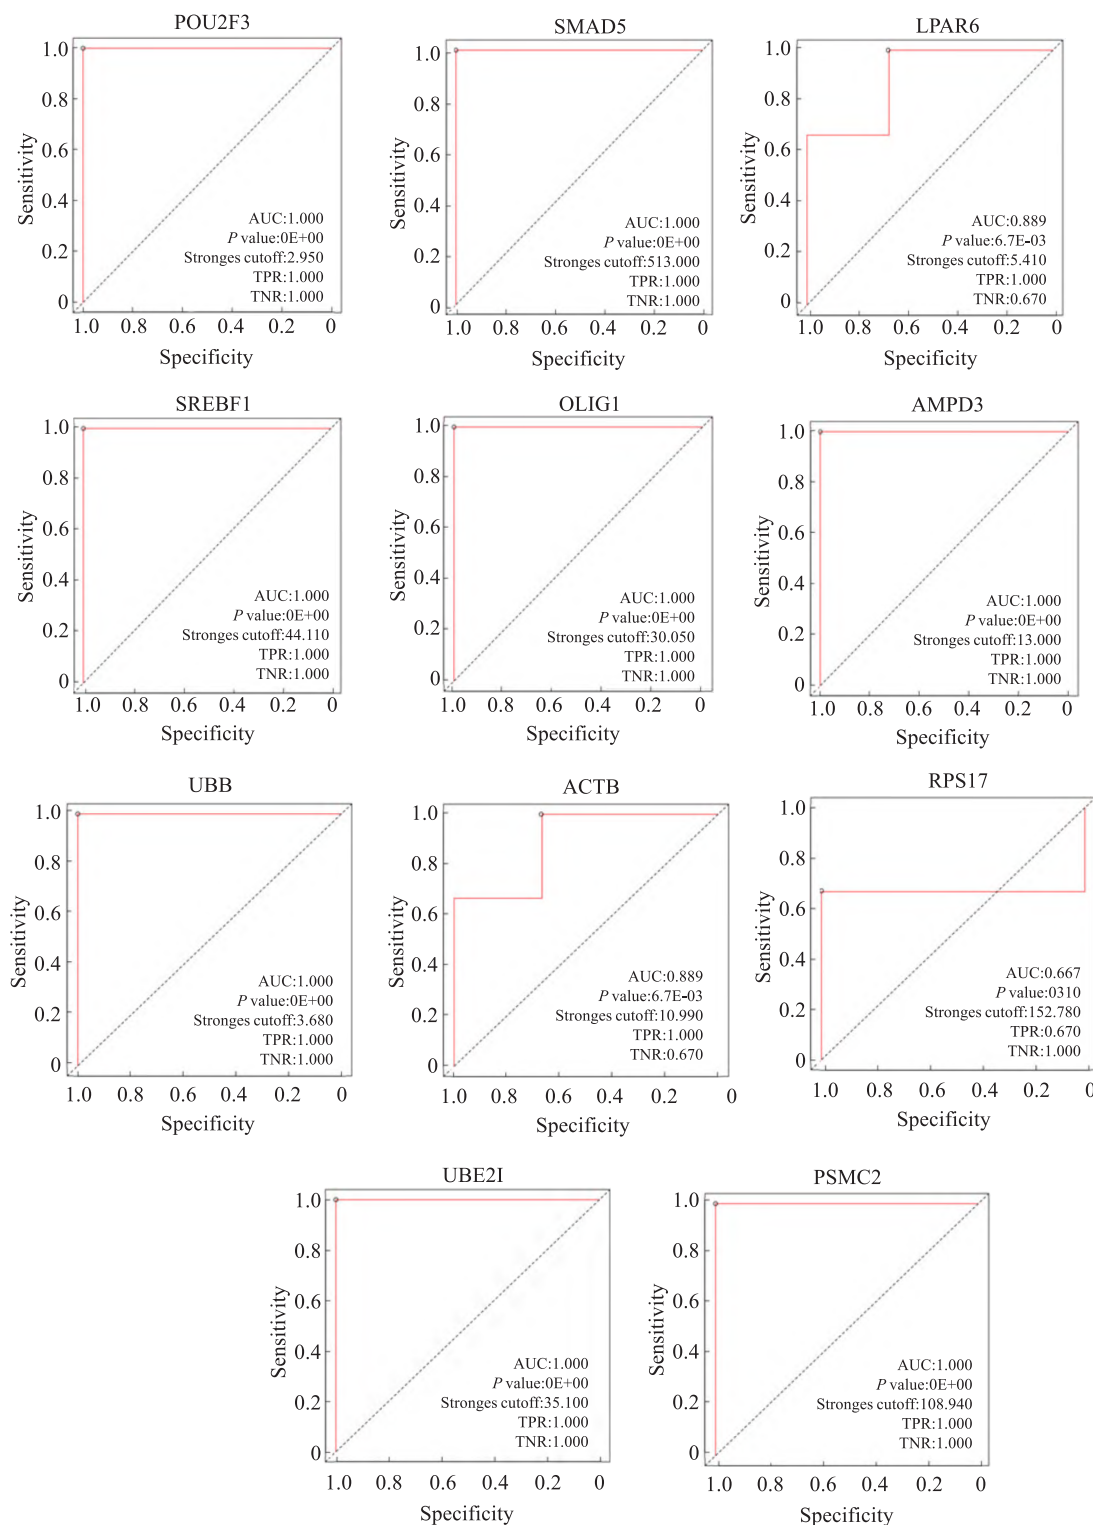 POU2F3
1.0
0.8
0.6
0.4
0.2
0
Sensitivity
AUC:1.000
P value:0E+00
Stronges cutoff:2.950
TPR:1.000
TNR:1.000
1.0 0.8 0.6 0.4 0.2 0
Specificity
SMAD5
1.0
0.8
0.6
0.4
0.2
0
Sensitivity
AUC:1.000
P value:0E+00
Stronges cutoff:513.000
TPR:1.000
TNR:1.000
1.0 0.8 0.6 0.4 0.2 0
Specificity
LPAR6
1.0
0.8
0.6
0.4
0.2
0
Sensitivity
AUC:0.889
P value:6.7E-03
Stronges cutoff:5.410
TPR:1.000
TNR:0.670
1.0 0.8 0.6 0.4 0.2 0
Specificity
SREBF1
1.0
0.8
0.6
0.4
0.2
0
Sensitivity
AUC:1.000
P value:0E+00
Stronges cutoff:44.110
TPR:1.000
TNR:1.000
1.0 0.8 0.6 0.4 0.2 0
Specificity
OLIG1
1.0
0.8
0.6
0.4
0.2
0
Sensitivity
AUC:1.000
P value:0E+00
Stronges cutoff:30.050
TPR:1.000
TNR:1.000
1.0 0.8 0.6 0.4 0.2 0
Specificity
AMPD3
1.0
0.8
0.6
0.4
0.2
0
Sensitivity
AUC:1.000
P value:0E+00
Stronges cutoff:13.000
TPR:1.000
TNR:1.000
1.0 0.8 0.6 0.4 0.2 0
Specificity
UBB
1.0
0.8
0.6
0.4
0.2
0
Sensitivity
AUC:1.000
P value:0E+00
Stronges cutoff:3.680
TPR:1.000
TNR:1.000
1.0 0.8 0.6 0.4 0.2 0
Specificity
ACTB
1.0
0.8
0.6
0.4
0.2
0
Sensitivity
AUC:0.889
P value:6.7E-03
Stronges cutoff:10.990
TPR:1.000
TNR:0.670
1.0 0.8 0.6 0.4 0.2 0
Specificity
RPS17
1.0
0.8
0.6
0.4
0.2
0
Sensitivity
AUC:0.667
P value:0310
Stronges cutoff:152.780
TPR:0.670
TNR:1.000
1.0 0.8 0.6 0.4 0.2 0
Specificity
UBE2I
1.0
0.8
0.6
0.4
0.2
0
Sensitivity
AUC:1.000
P value:0E+00
Stronges cutoff:35.100
TPR:1.000
TNR:1.000
1.0 0.8 0.6 0.4 0.2 0
Specificity
PSMC2
1.0
0.8
0.6
0.4
0.2
0
Sensitivity
AUC:1.000
P value:0E+00
Stronges cutoff:108.940
TPR:1.000
TNR:1.000
1.0 0.8 0.6 0.4 0.2 0
Specificity